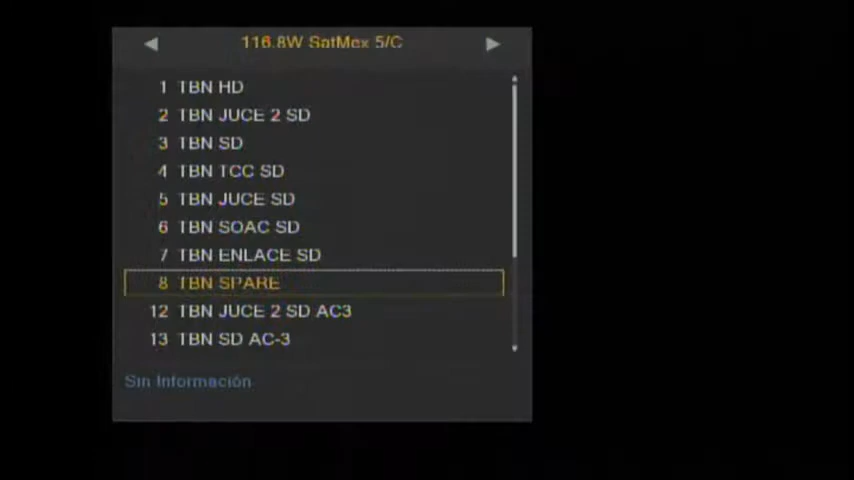 116.8W SatMex 5/C
1 TBN HD
2 TBN JUCE 2 SD
3 TBN SD
4 TBN TCC SD
5 TBN JUCE SD
6 TBN SOAC SD
7 TBN ENLACE SD
8 TBN SPARE
12 TBN JUCE 2 SD AC3
13 TBN SD AC-3
Sin Información